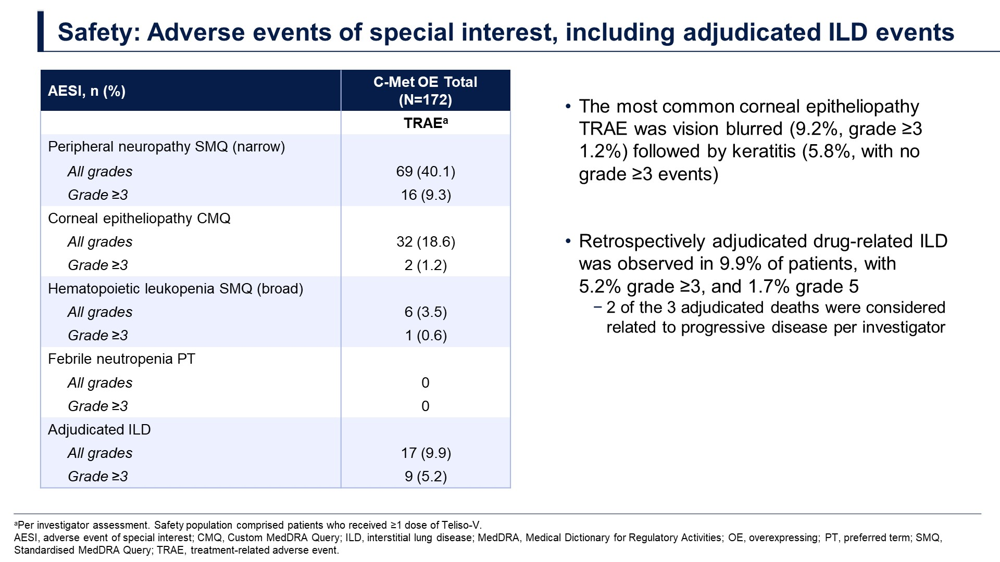 Safety: Adverse events of special interest, including adjudicated ILD events
AESI, n (%)
C-Met OE Total
(N=172)
TRAEᵃ
Peripheral neuropathy SMQ (narrow)
All grades
69 (40.1)
Grade ≥3
16 (9.3)
Corneal epitheliopathy CMQ
All grades
32 (18.6)
Grade ≥3
2 (1.2)
Hematopoietic leukopenia SMQ (broad)
All grades
6 (3.5)
Grade ≥3
1 (0.6)
Febrile neutropenia PT
All grades
0
Grade ≥3
0
Adjudicated ILD
All grades
17 (9.9)
Grade ≥3
9 (5.2)
• The most common corneal epitheliopathy
TRAE was vision blurred (9.2%, grade ≥3
1.2%) followed by keratitis (5.8%, with no
grade ≥3 events)
• Retrospectively adjudicated drug-related ILD
was observed in 9.9% of patients, with
5.2% grade ≥3, and 1.7% grade 5
− 2 of the 3 adjudicated deaths were considered
related to progressive disease per investigator
ᵃPer investigator assessment. Safety population comprised patients who received ≥1 dose of Teliso-V.
AESI, adverse event of special interest; CMQ, Custom MedDRA Query; ILD, interstitial lung disease; MedDRA, Medical Dictionary for Regulatory Activities; OE, overexpressing; PT, preferred term; SMQ,
Standardised MedDRA Query; TRAE, treatment-related adverse event.